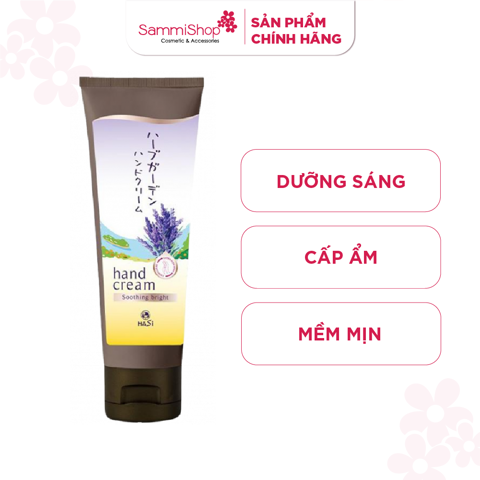 SammiShop
Cosmetic & Accessories
SẢN PHẨM
CHÍNH HÃNG
ハーブガーデン
ハンドクリーム
hand
cream
Soothing bright
DƯỠNG SÁNG
CẤP ẨM
MỀM MỊN